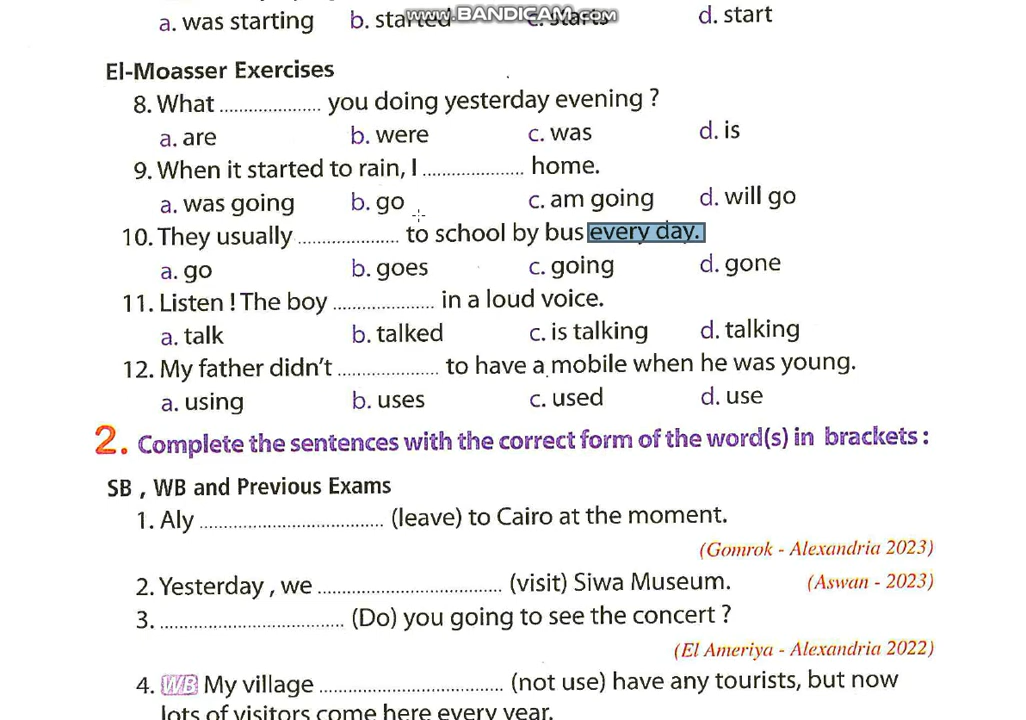 www.BANDICAM.com
a. was starting b. started c. starts d. start
El-Moasser Exercises
8. What .................... you doing yesterday evening ?
a. are b. were c. was d. is
9. When it started to rain, I .................... home.
a. was going b. go c. am going d. will go
10. They usually .................... to school by bus every day.
a. go b. goes c. going d. gone
11. Listen ! The boy .................... in a loud voice.
a. talk b. talked c. is talking d. talking
12. My father didn't .................... to have a mobile when he was young.
a. using b. uses c. used d. use
2. Complete the sentences with the correct form of the word(s) in brackets :
SB , WB and Previous Exams
1. Aly .................................... (leave) to Cairo at the moment.
(Gomrok - Alexandria 2023)
2. Yesterday , we .................................... (visit) Siwa Museum. (Aswan - 2023)
3. .................................... (Do) you going to see the concert ?
(El Ameriya - Alexandria 2022)
4. WB My village .................................... (not use) have any tourists, but now
lots of visitors come here every year.